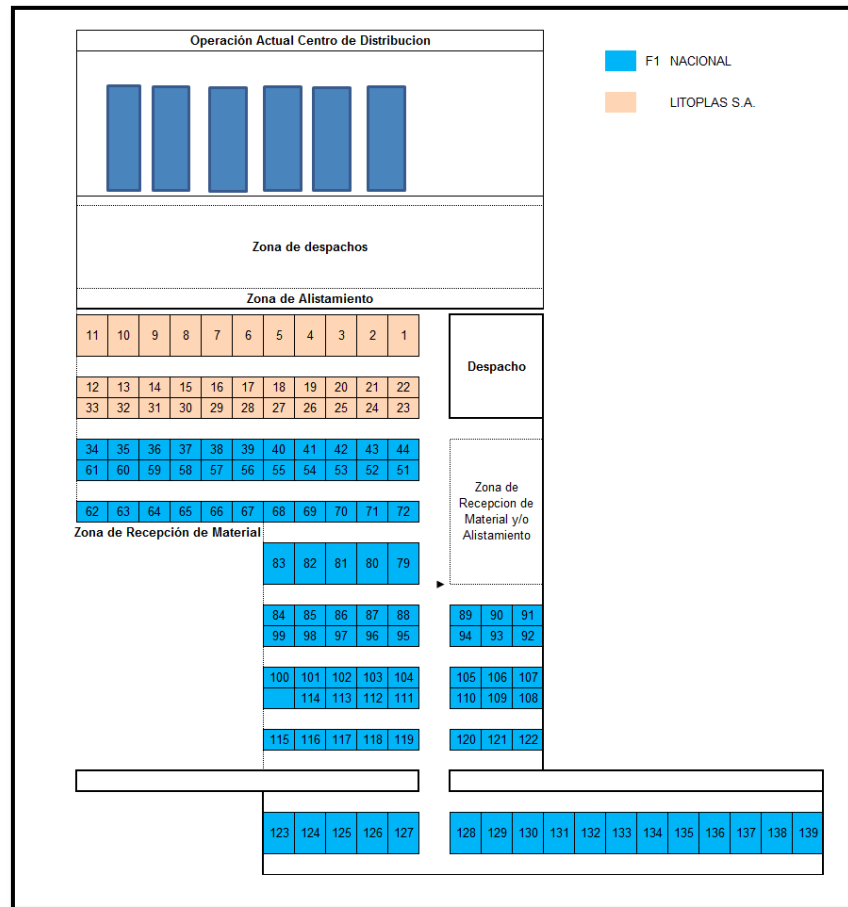 Operación Actual Centro de Distribucion
F1 NACIONAL
LITOPLAS S.A.
Zona de despachos
Zona de Alistamiento
11 10 9 8 7 6 5 4 3 2 1
Despacho
12 13 14 15 16 17 18 19 20 21 22
33 32 31 30 29 28 27 26 25 24 23
34 35 36 37 38 39 40 41 42 43 44
61 60 59 58 57 56 55 54 53 52 51
Zona de
Recepcion de
Material y/o
Alistamiento
62 63 64 65 66 67 68 69 70 71 72
Zona de Recepción de Material
83 82 81 80 79
84 85 86 87 88 89 90 91
99 98 97 96 95 94 93 92
100 101 102 103 104 105 106 107
114 113 112 111 110 109 108
115 116 117 118 119 120 121 122
123 124 125 126 127 128 129 130 131 132 133 134 135 136 137 138 139